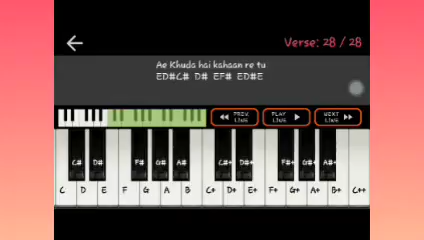 Verse: 28 / 28
Ae Khuda hai kahaan re tu
ED#C# D# EF# ED#E
PREV. LINE
PLAY LINE
NEXT LINE
C# D# F# G# A# C#+ D#+ F#+ G#+ A#+
C D E F G A B C+ D+ E+ F+ G+ A+ B+ C++